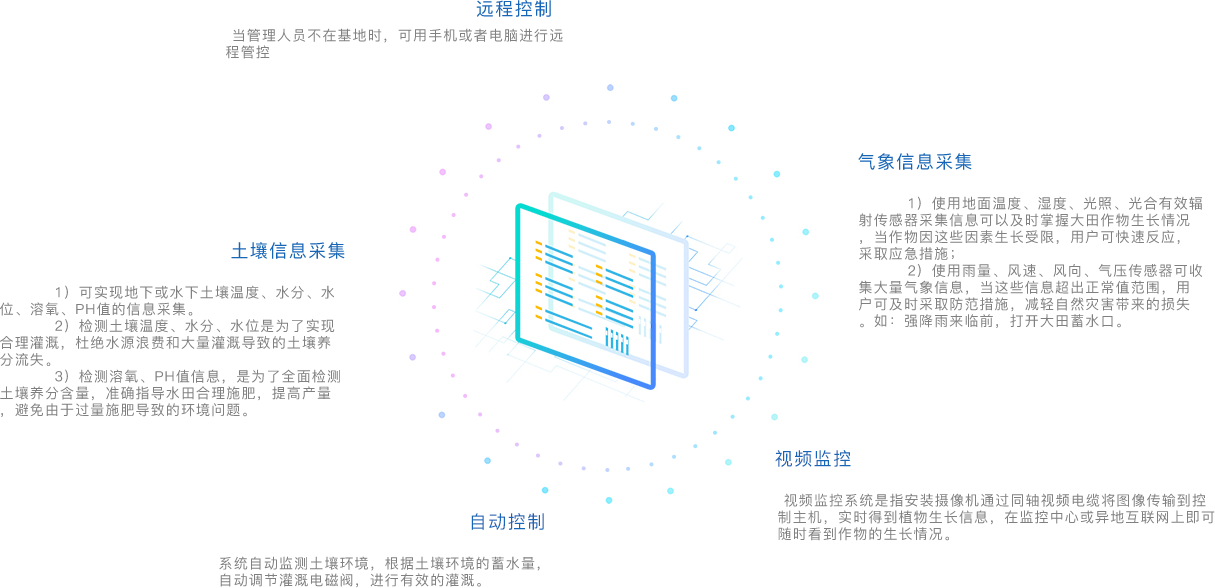 远程控制
当管理人员不在基地时，可用手机或者电脑进行远
程管控
气象信息采集
1）使用地面温度、湿度、光照、光合有效辐
射传感器采集信息可以及时掌握大田作物生长情况
，当作物因这些因素生长受限，用户可快速反应，
采取应急措施；
2）使用雨量、风速、风向、气压传感器可收
集大量气象信息，当这些信息超出正常值范围，用
户可及时采取防范措施，减轻自然灾害带来的损失
。如：强降雨来临前，打开大田蓄水口。
土壤信息采集
1）可实现地下或水下土壤温度、水分、水
位、溶氧、PH值的信息采集。
2）检测土壤温度、水分、水位是为了实现
合理灌溉，杜绝水源浪费和大量灌溉导致的土壤养
分流失。
3）检测溶氧、PH值信息，是为了全面检测
土壤养分含量，准确指导水田合理施肥，提高产量
，避免由于过量施肥导致的环境问题。
视频监控
视频监控系统是指安装摄像机通过同轴视频电缆将图像传输到控
制主机，实时得到植物生长信息，在监控中心或异地互联网上即可
随时看到作物的生长情况。
自动控制
系统自动监测土壤环境，根据土壤环境的蓄水量，
自动调节灌溉电磁阀，进行有效的灌溉。